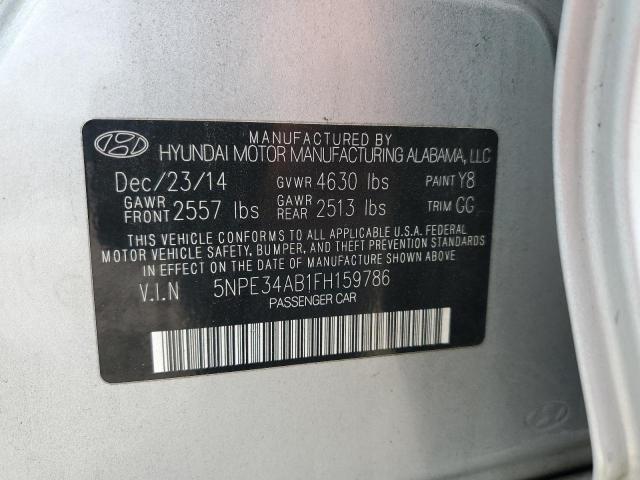 MANUFACTURED BY
HYUNDAI MOTOR MANUFACTURING ALABAMA, LLC
Dec/23/14 GVWR 4630 lbs PAINT Y8
GAWR FRONT 2557 lbs GAWR REAR 2513 lbs TRIM GG
THIS VEHICLE CONFORMS TO ALL APPLICABLE U.S.A. FEDERAL
MOTOR VEHICLE SAFETY, BUMPER, AND THEFT PREVENTION STANDARDS
IN EFFECT ON THE DATE OF MANUFACTURE SHOWN ABOVE.
V.I.N 5NPE34AB1FH159786
PASSENGER CAR